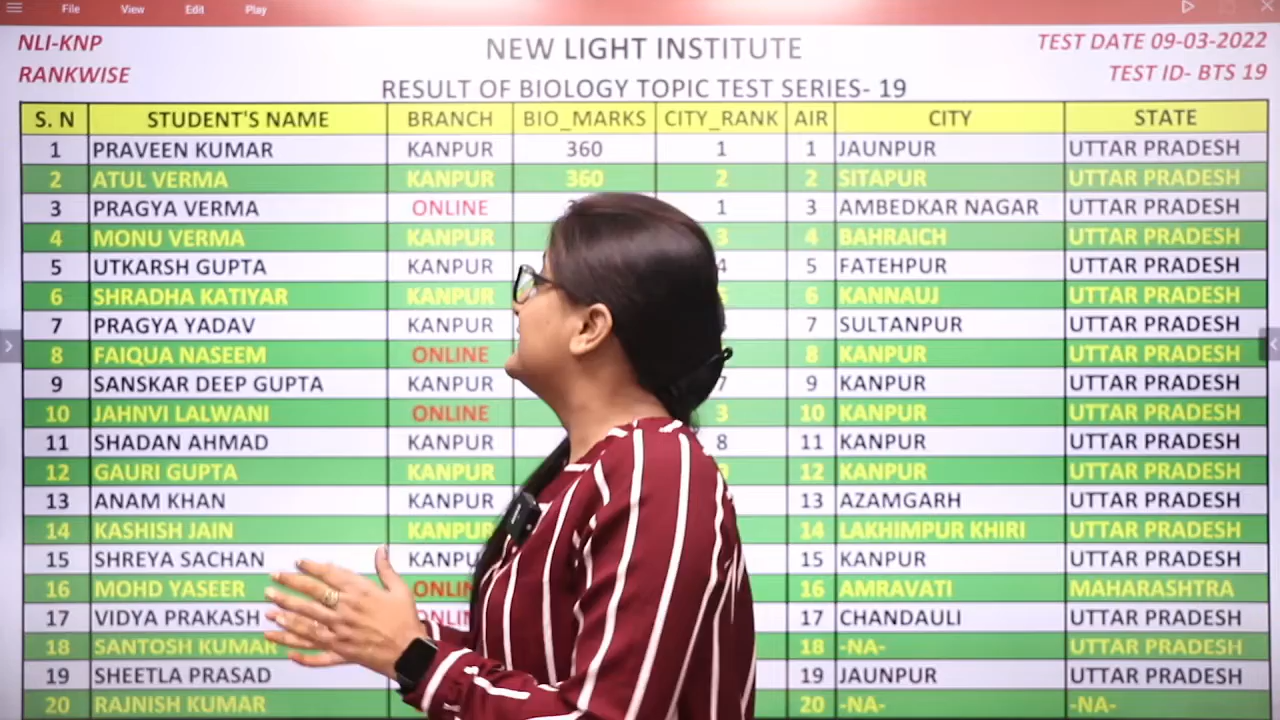 File View Edit Play
NLI-KNP
NEW LIGHT INSTITUTE
TEST DATE 09-03-2022
RANKWISE
RESULT OF BIOLOGY TOPIC TEST SERIES- 19
TEST ID- BTS 19
S. N STUDENT'S NAME BRANCH BIO_MARKS CITY_RANK AIR CITY STATE
1 PRAVEEN KUMAR KANPUR 360 1 1 JAUNPUR UTTAR PRADESH
2 ATUL VERMA KANPUR 360 2 2 SITAPUR UTTAR PRADESH
3 PRAGYA VERMA ONLINE 1 3 AMBEDKAR NAGAR UTTAR PRADESH
4 MONU VERMA KANPUR 3 4 BAHRAICH UTTAR PRADESH
5 UTKARSH GUPTA KANPUR 4 5 FATEHPUR UTTAR PRADESH
6 SHRADHA KATIYAR KANPUR 6 KANNAUJ UTTAR PRADESH
7 PRAGYA YADAV KANPUR 7 SULTANPUR UTTAR PRADESH
8 FAIQUA NASEEM ONLINE 8 KANPUR UTTAR PRADESH
9 SANSKAR DEEP GUPTA KANPUR 7 9 KANPUR UTTAR PRADESH
10 JAHNVI LALWANI ONLINE 3 10 KANPUR UTTAR PRADESH
11 SHADAN AHMAD KANPUR 8 11 KANPUR UTTAR PRADESH
12 GAURI GUPTA KANPUR 12 KANPUR UTTAR PRADESH
13 ANAM KHAN KANPUR 13 AZAMGARH UTTAR PRADESH
14 KASHISH JAIN KANPUR 14 LAKHIMPUR KHIRI UTTAR PRADESH
15 SHREYA SACHAN KANPU 15 KANPUR UTTAR PRADESH
16 MOHD YASEER ONLIN 16 AMRAVATI MAHARASHTRA
17 VIDYA PRAKASH 17 CHANDAULI UTTAR PRADESH
18 SANTOSH KUMAR 18 -NA- UTTAR PRADESH
19 SHEETLA PRASAD 19 JAUNPUR UTTAR PRADESH
20 RAJNISH KUMAR 20 -NA- -NA-